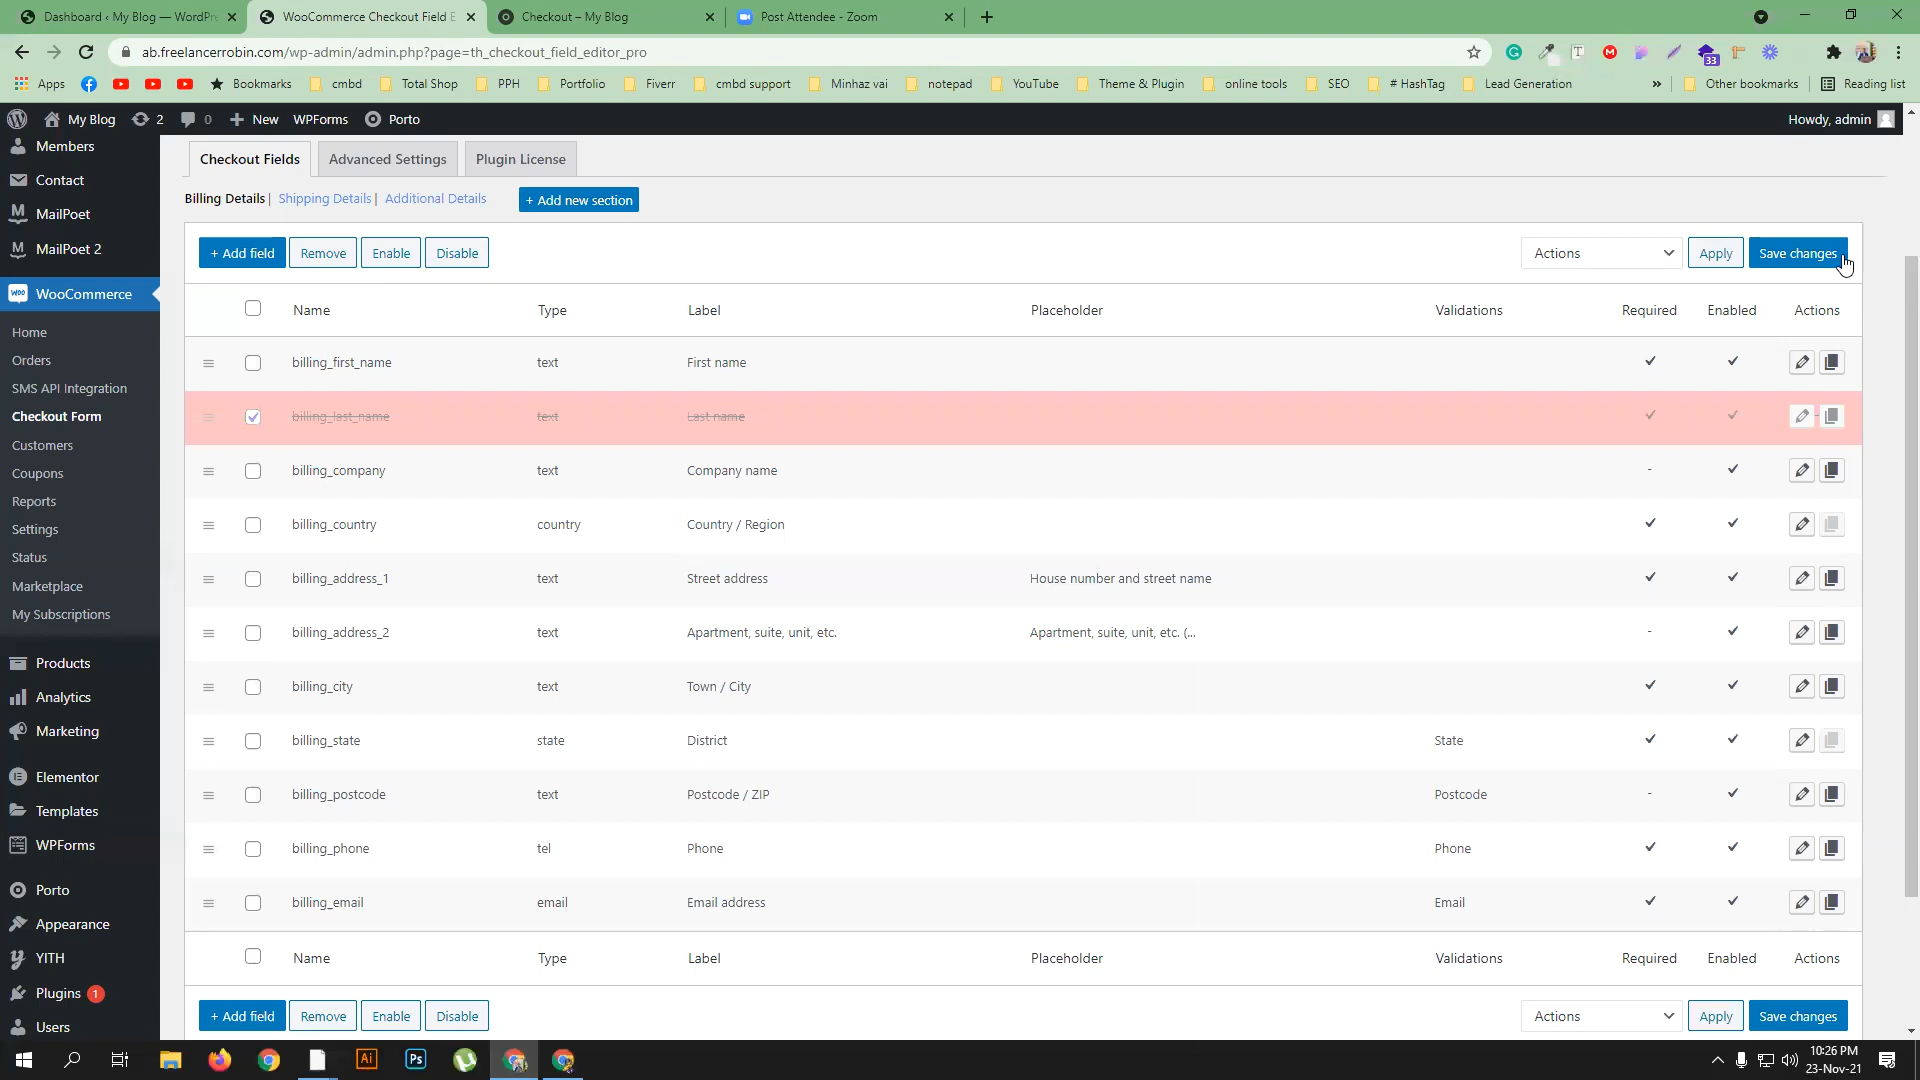 Dashboard ‹ My Blog — WordPre
WooCommerce Checkout Field E
Checkout – My Blog
Post Attendee - Zoom
ab.freelancerrobin.com/wp-admin/admin.php?page=th_checkout_field_editor_pro
33
Apps
Bookmarks
cmbd
Total Shop
PPH
Portfolio
Fiverr
cmbd support
Minhaz vai
notepad
YouTube
Theme & Plugin
online tools
SEO
# HashTag
Lead Generation
»
Other bookmarks
Reading list
My Blog
2
0
New
WPForms
Porto
Howdy, admin
Members
Contact
MailPoet
MailPoet 2
WooCommerce
Home
Orders
SMS API Integration
Checkout Form
Customers
Coupons
Reports
Settings
Status
Marketplace
My Subscriptions
Products
Analytics
Marketing
Elementor
Templates
WPForms
Porto
Appearance
YITH
Plugins 1
Users
Checkout Fields
Advanced Settings
Plugin License
Billing Details | Shipping Details | Additional Details
+ Add new section
+ Add field Remove Enable Disable Actions Apply Save changes
Name Type Label Placeholder Validations Required Enabled Actions
billing_first_name text First name
billing_last_name text Last name
billing_company text Company name -
billing_country country Country / Region
billing_address_1 text Street address House number and street name
billing_address_2 text Apartment, suite, unit, etc. Apartment, suite, unit, etc. (... -
billing_city text Town / City
billing_state state District State
billing_postcode text Postcode / ZIP Postcode -
billing_phone tel Phone Phone
billing_email email Email address Email
Name Type Label Placeholder Validations Required Enabled Actions
+ Add field Remove Enable Disable Actions Apply Save changes
Ai
Ps
10:26 PM
23-Nov-21